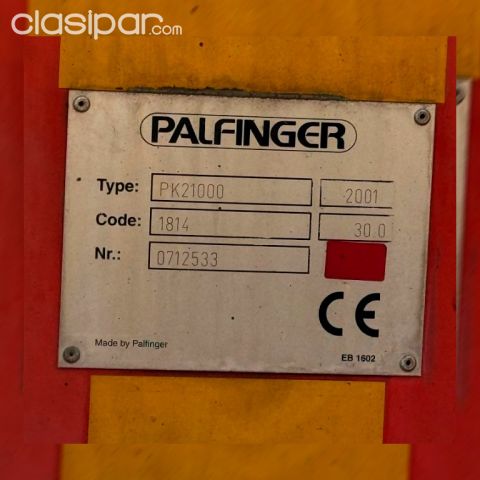 clasipar.com
PALFINGER
Type: PK21000 2001
Code: 1814 30.0
Nr.: 0712533
CE
Made by Palfinger
EB 1602